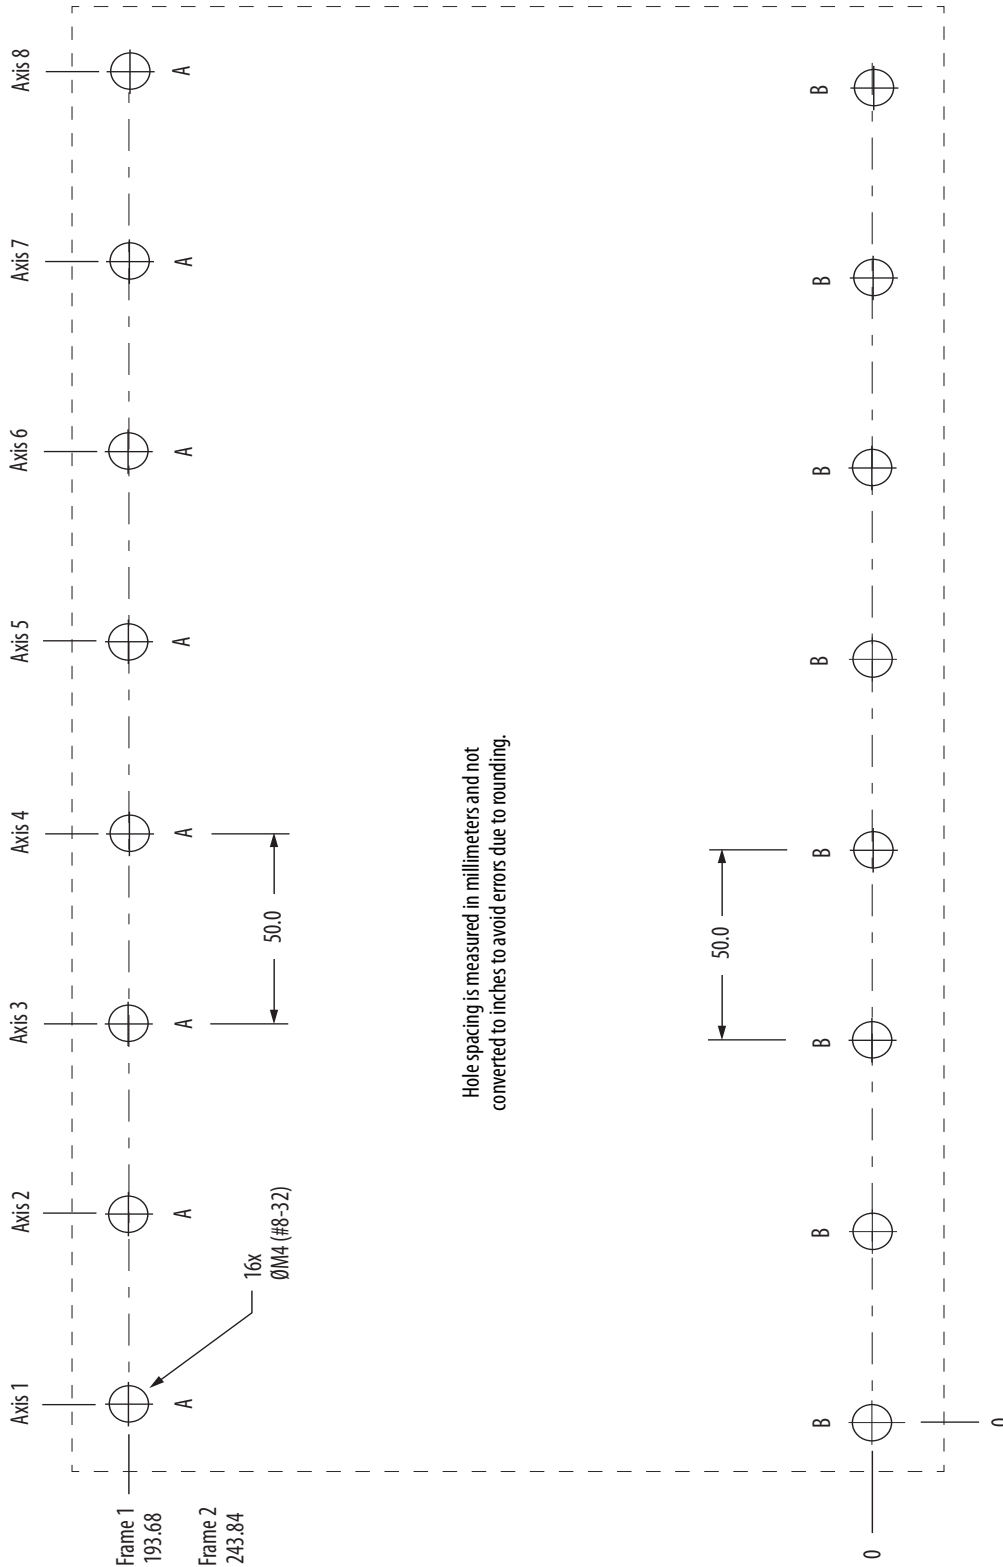 Axis 1
Axis 2
Axis 3
Axis 4
Axis 5
Axis 6
Axis 7
Axis 8
Frame 1
193.68
A
A
A
A
A
A
A
A
Frame 2
243.84
16x
ØM4 (#8-32)
50.0
Hole spacing is measured in millimeters and not
converted to inches to avoid errors due to rounding.
50.0
B
B
B
B
B
B
B
B
0
0